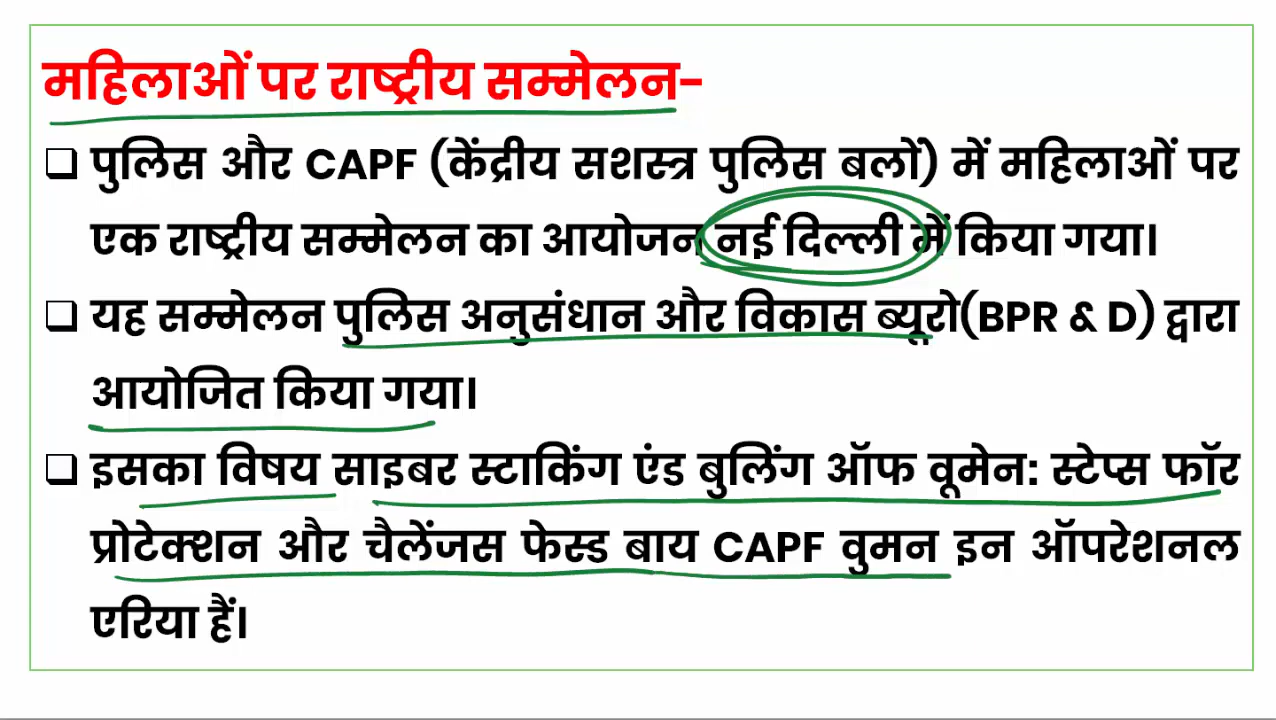 महिलाओं पर राष्ट्रीय सम्मेलन-
❑ पुलिस और CAPF (केंद्रीय सशस्त्र पुलिस बलों) में महिलाओं पर
एक राष्ट्रीय सम्मेलन का आयोजन नई दिल्ली में किया गया।
❑ यह सम्मेलन पुलिस अनुसंधान और विकास ब्यूरो(BPR & D) द्वारा
आयोजित किया गया।
❑ इसका विषय साइबर स्टाकिंग एंड बुलिंग ऑफ वूमेन: स्टेप्स फॉर
प्रोटेक्शन और चैलेंजस फेस्ड बाय CAPF वुमन इन ऑपरेशनल
एरिया हैं।